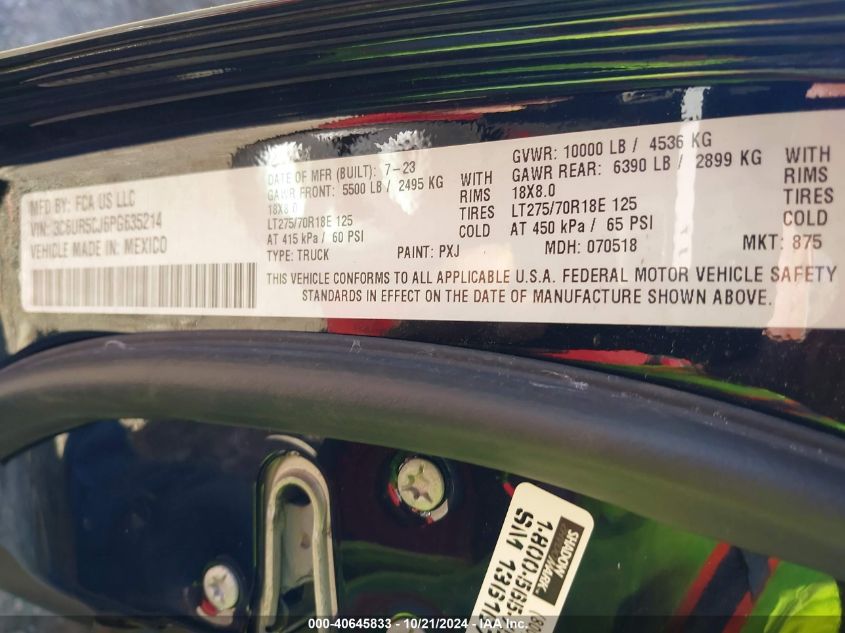 MFD BY: FCA US LLC
VIN: 3C6UR5CJ6PG635214
VEHICLE MADE IN: MEXICO
DATE OF MFR (BUILT): 7-23
GAWR FRONT: 5500 LB / 2495 KG
18X8.0
LT275/70R18E 125
AT 415 kPa / 60 PSI
TYPE: TRUCK
WITH
RIMS
TIRES
COLD
PAINT: PXJ
GVWR: 10000 LB / 4536 KG
GAWR REAR: 6390 LB / 2899 KG
18X8.0
LT275/70R18E 125
AT 450 kPa / 65 PSI
MDH: 070518
WITH
RIMS
TIRES
COLD
MKT: 875
THIS VEHICLE CONFORMS TO ALL APPLICABLE U.S.A. FEDERAL MOTOR VEHICLE SAFETY
STANDARDS IN EFFECT ON THE DATE OF MANUFACTURE SHOWN ABOVE.
SHADOW
000-40645833 - 10/21/2024 - IAA Inc.